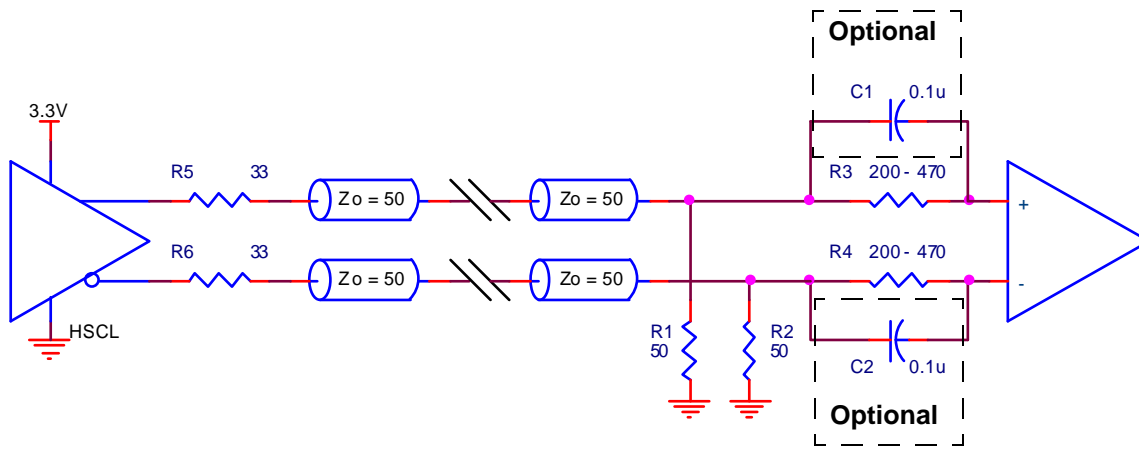 Optional
C1 0.1u
3.3V
R5 33
Zo = 50
Zo = 50
R3 200 - 470
+
R6 33
Zo = 50
Zo = 50
R4 200 - 470
-
HSCL
R1
50
R2
50
C2 0.1u
Optional